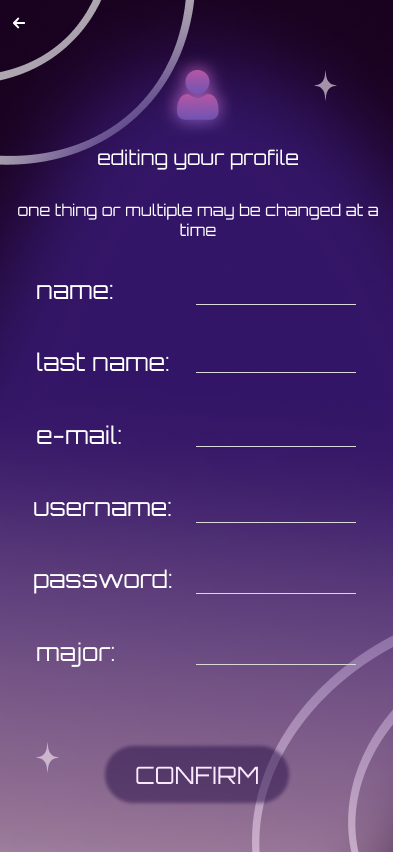 editing your profile
one thing or multiple may be changed at a
time
name:
last name:
e-mail:
username:
password:
major:
CONFIRM